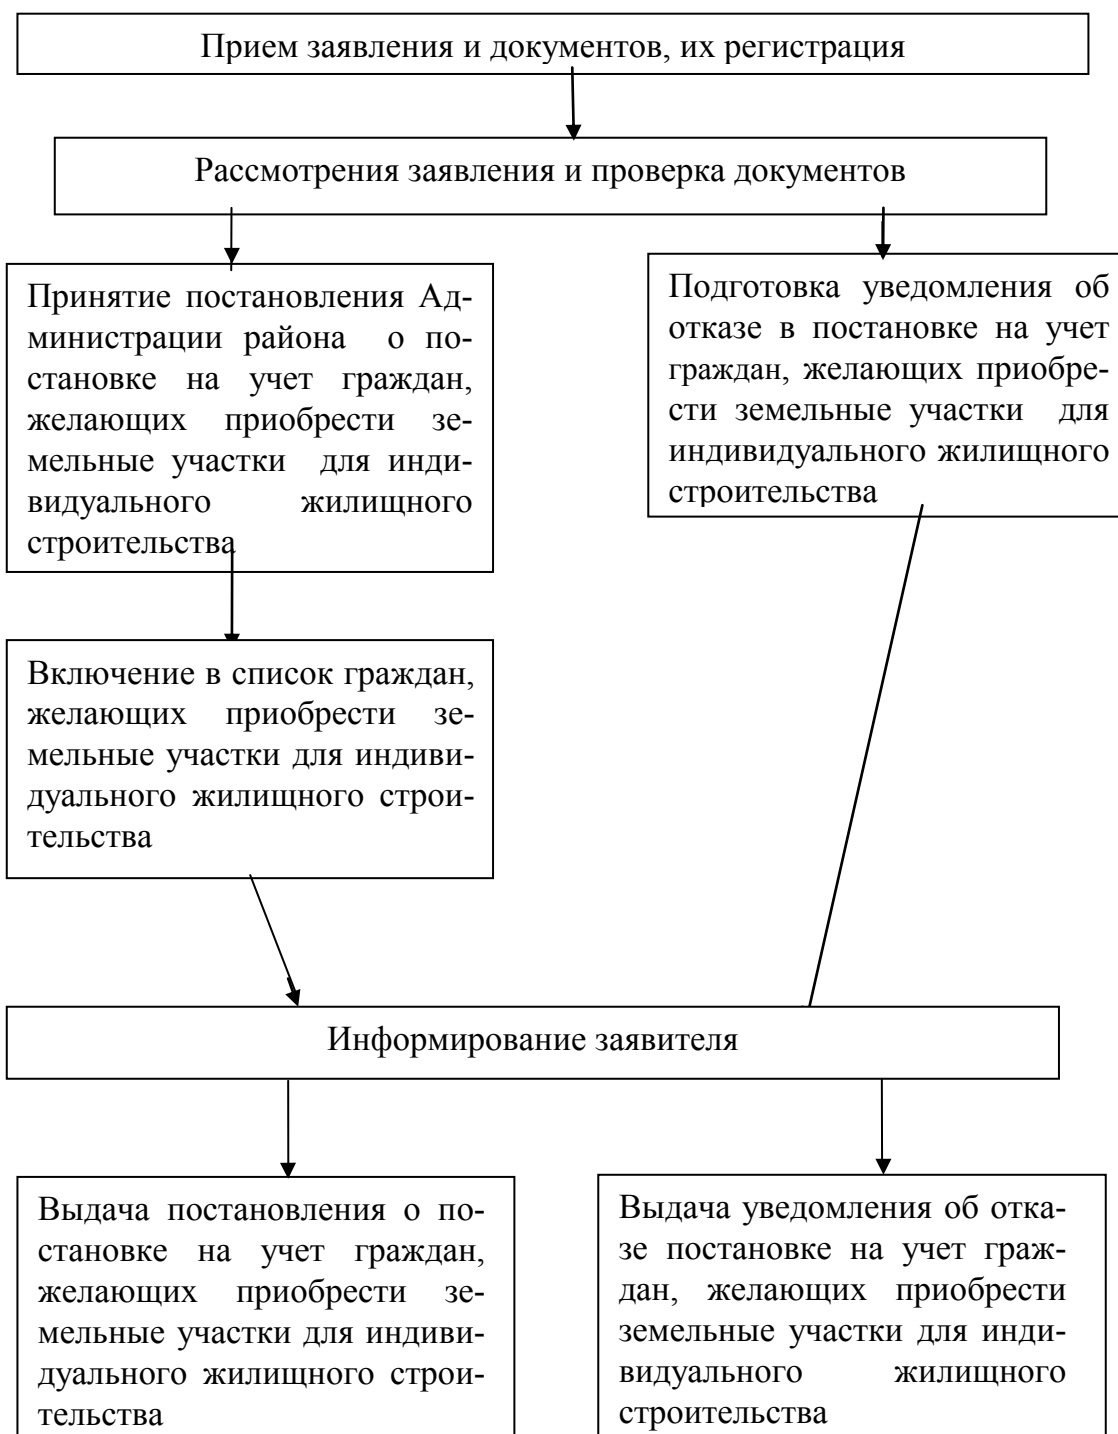 Прием заявления и документов, их регистрация
Рассмотрения заявления и проверка документов
Принятие постановления Ад-
министрации района о по-
становке на учет граждан,
желающих приобрести зе-
мельные участки для инди-
видуального жилищного
строительства
Подготовка уведомления об
отказе в постановке на учет
граждан, желающих приобре-
сти земельные участки для
индивидуального жилищного
строительства
Включение в список граждан,
желающих приобрести зе-
мельные участки для индиви-
дуального жилищного строи-
тельства
Информирование заявителя
Выдача постановления о по-
становке на учет граждан,
желающих приобрести зе-
мельные участки для индиви-
дуального жилищного строи-
тельства
Выдача уведомления об отка-
зе постановке на учет граж-
дан, желающих приобрести
земельные участки для инди-
видуального жилищного
строительства